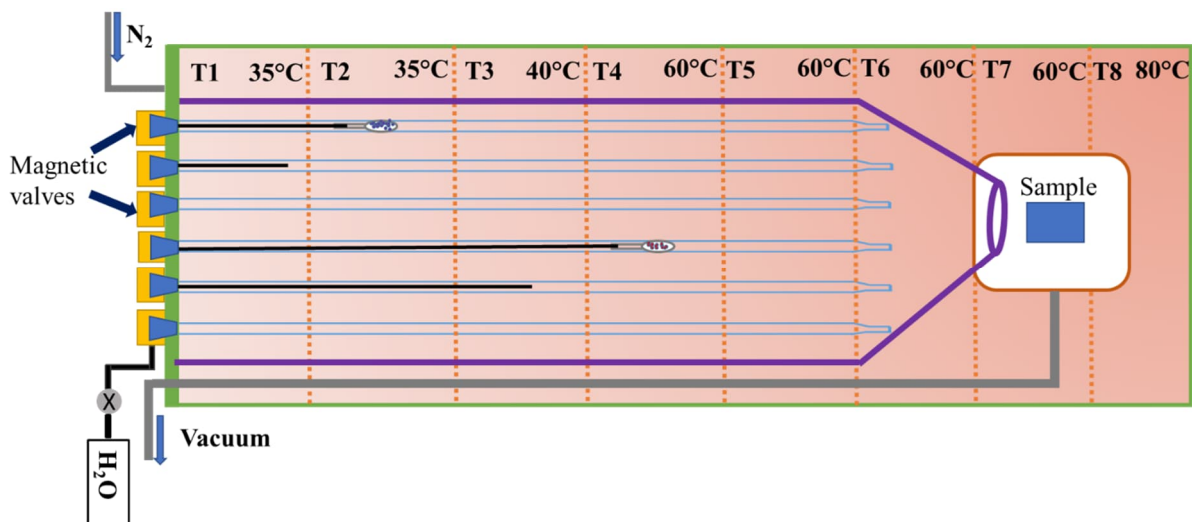 N₂
T1 35°C T2 35°C T3 40°C T4 60°C T5 60°C T6 60°C T7 60°C T8 80°C
Magnetic
valves
Sample
X
Vacuum
H₂O